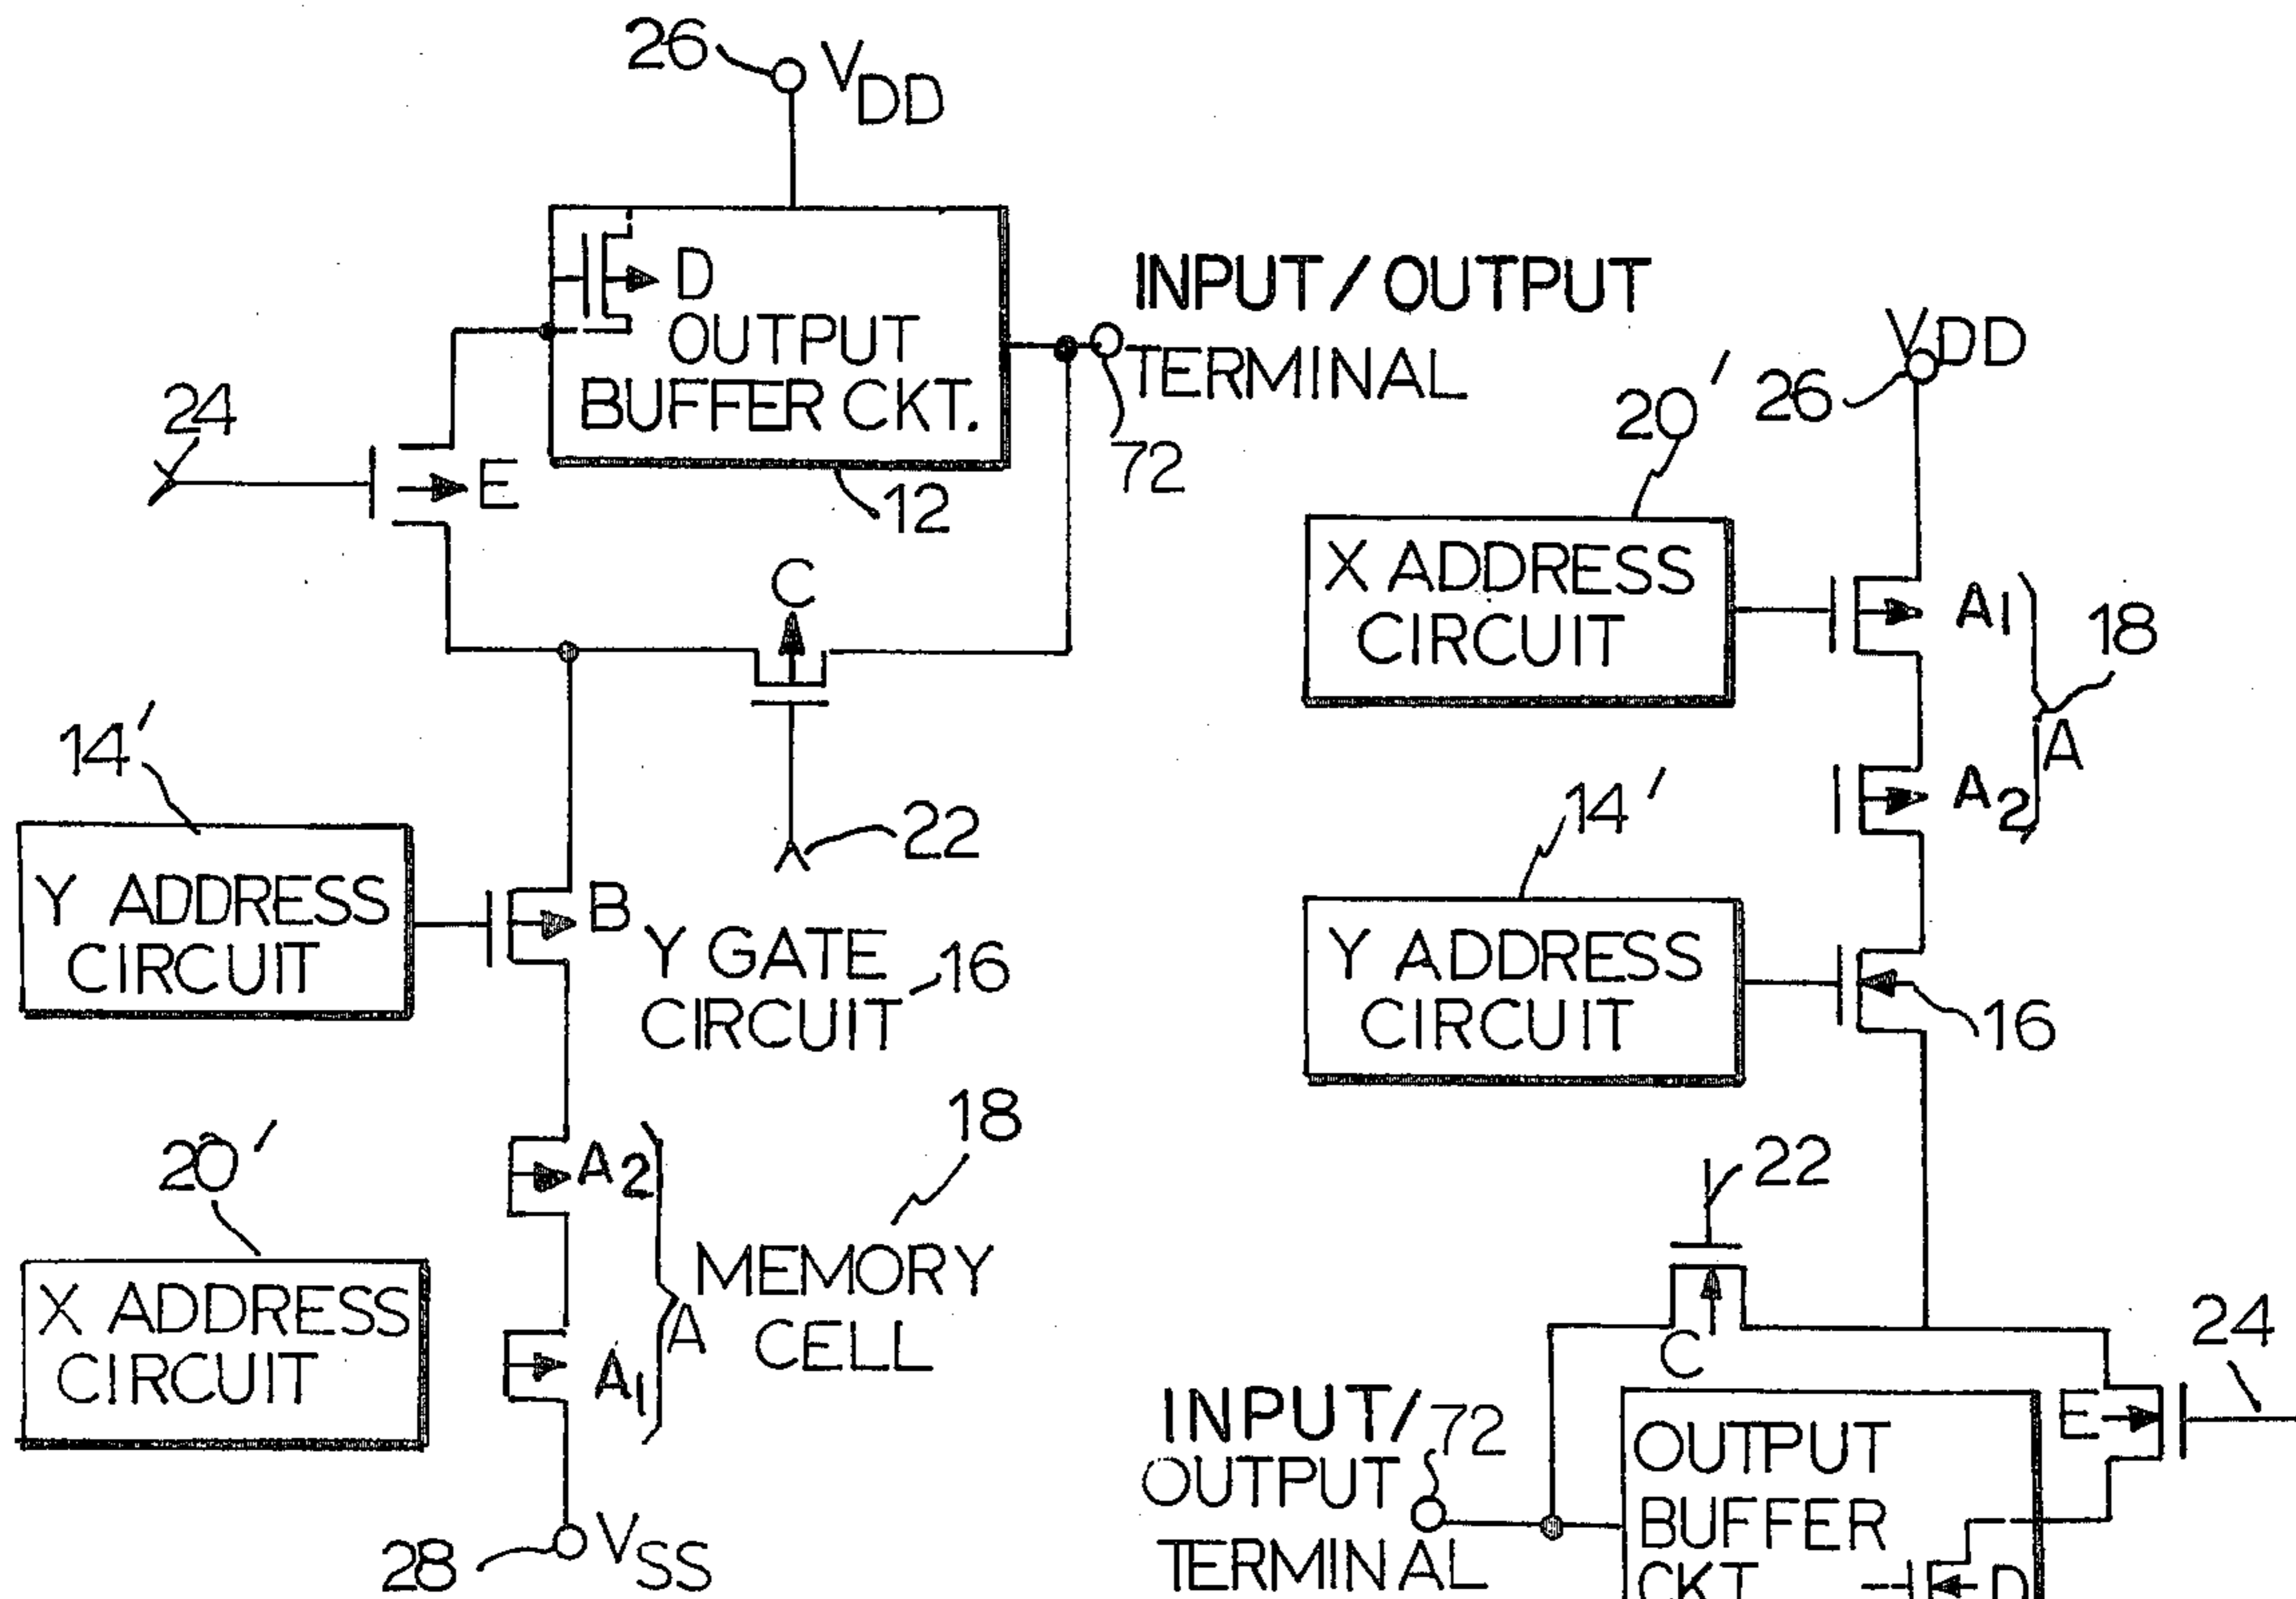 26
VDD
D
OUTPUT
BUFFER CKT.
12
INPUT/OUTPUT
TERMINAL
72
24
E
C
22
14'
Y ADDRESS
CIRCUIT
B
Y GATE
CIRCUIT
16
20'
X ADDRESS
CIRCUIT
A2
A1
A
18
MEMORY
CELL
28
VSS
VDD
26
20'
X ADDRESS
CIRCUIT
A1
A2
A
18
14'
Y ADDRESS
CIRCUIT
16
22
C
24
E
INPUT/
OUTPUT
TERMINAL
72
OUTPUT
BUFFER
CKT
D